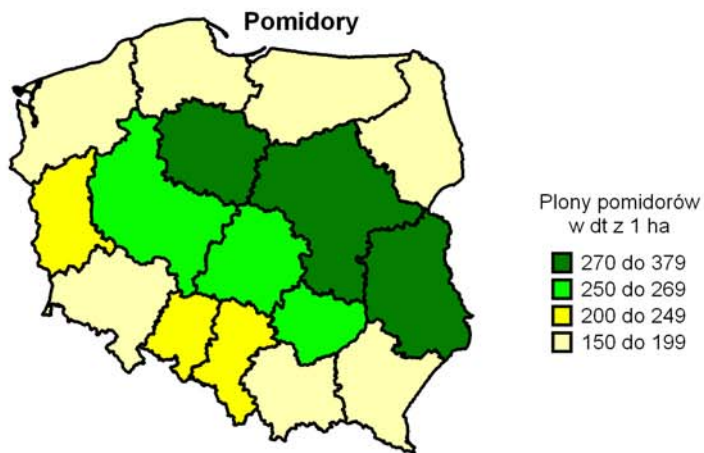 Pomidory
Plony pomidorów
w dt z 1 ha
270 do 379
250 do 269
200 do 249
150 do 199